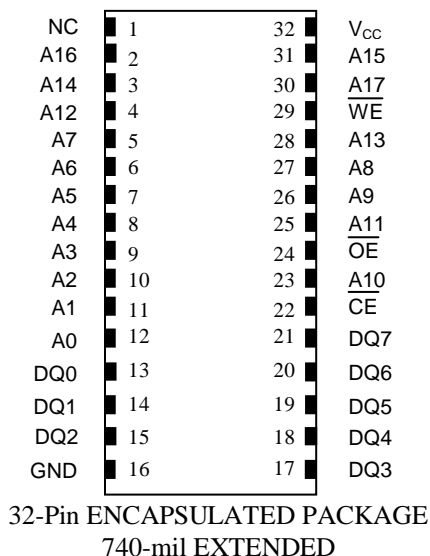 NC 1 32 VCC
A16 2 31 A15
A14 3 30 A17
A12 4 29 WE
A7 5 28 A13
A6 6 27 A8
A5 7 26 A9
A4 8 25 A11
A3 9 24 OE
A2 10 23 A10
A1 11 22 CE
A0 12 21 DQ7
DQ0 13 20 DQ6
DQ1 14 19 DQ5
DQ2 15 18 DQ4
GND 16 17 DQ3
32-Pin ENCAPSULATED PACKAGE
740-mil EXTENDED